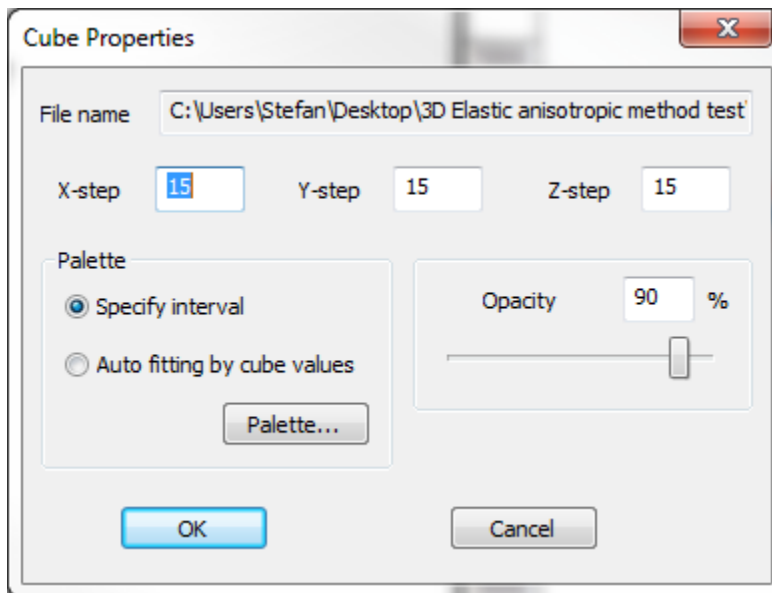 Cube Properties
File name C:\Users\Stefan\Desktop\3D Elastic anisotropic method test\
X-step 15 Y-step 15 Z-step 15
Palette
Specify interval
Opacity 90 %
Auto fitting by cube values
Palette...
OK Cancel